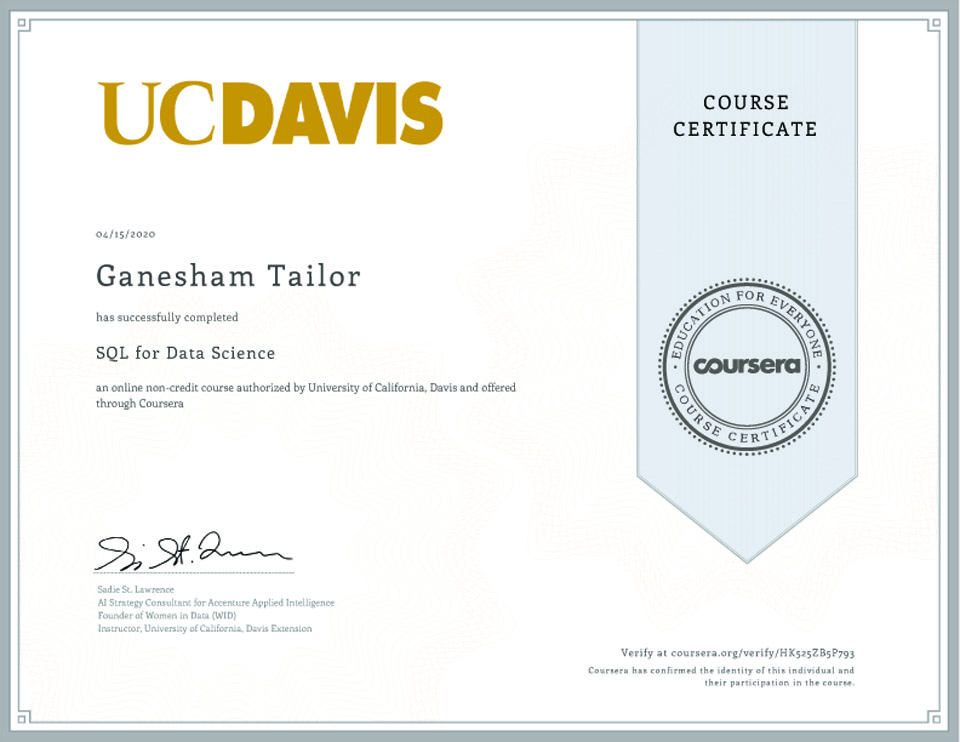 UCDAVIS
COURSE
CERTIFICATE
04/15/2020
Ganesham Tailor
has successfully completed
SQL for Data Science
an online non-credit course authorized by University of California, Davis and offered
through Coursera
EDUCATION FOR EVERYONE
coursera
COURSE CERTIFICATE
Sadie St. Lawrence
AI Strategy Consultant for Accenture Applied Intelligence
Founder of Women in Data (WID)
Instructor, University of California, Davis Extension
Verify at coursera.org/verify/HK525ZB5P793
Coursera has confirmed the identity of this individual and
their participation in the course.